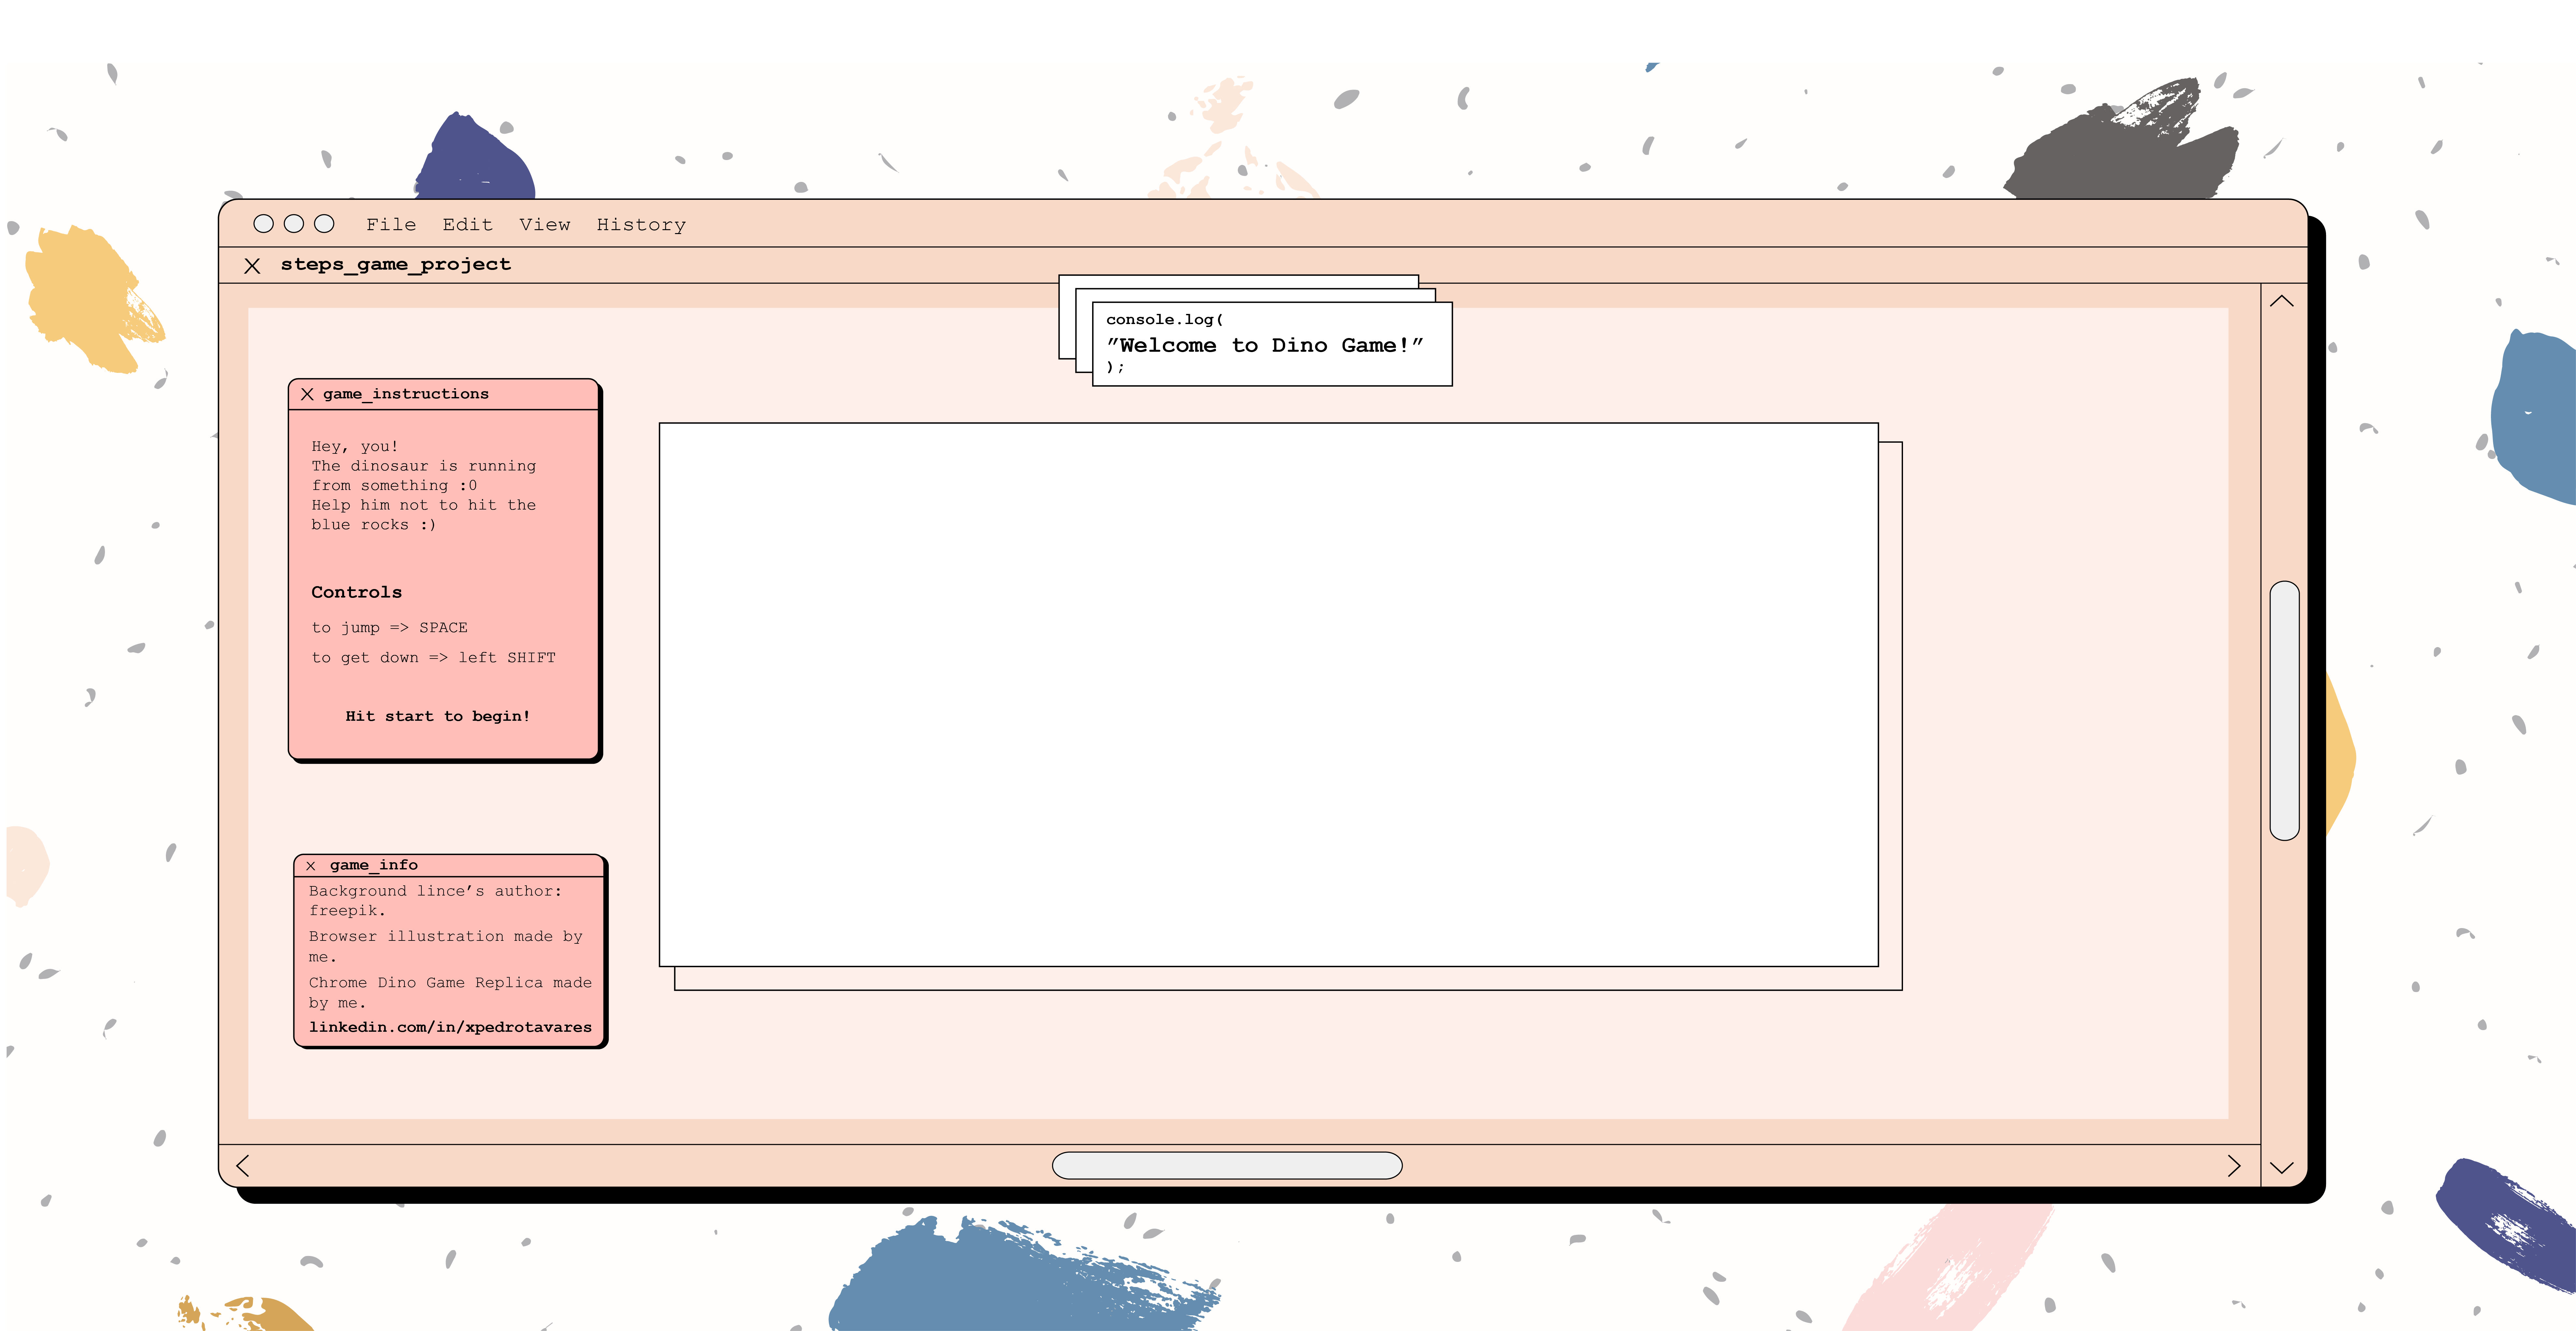 File Edit View History
steps_game_project
console.log(
”Welcome to Dino Game!”
);
game_instructions
Hey, you!
The dinosaur is running
from something :0
Help him not to hit the
blue rocks :)
Controls
to jump => SPACE
to get down => left SHIFT
Hit start to begin!
game_info
Background lince’s author:
freepik.
Browser illustration made by
me.
Chrome Dino Game Replica made
by me.
linkedin.com/in/xpedrotavares